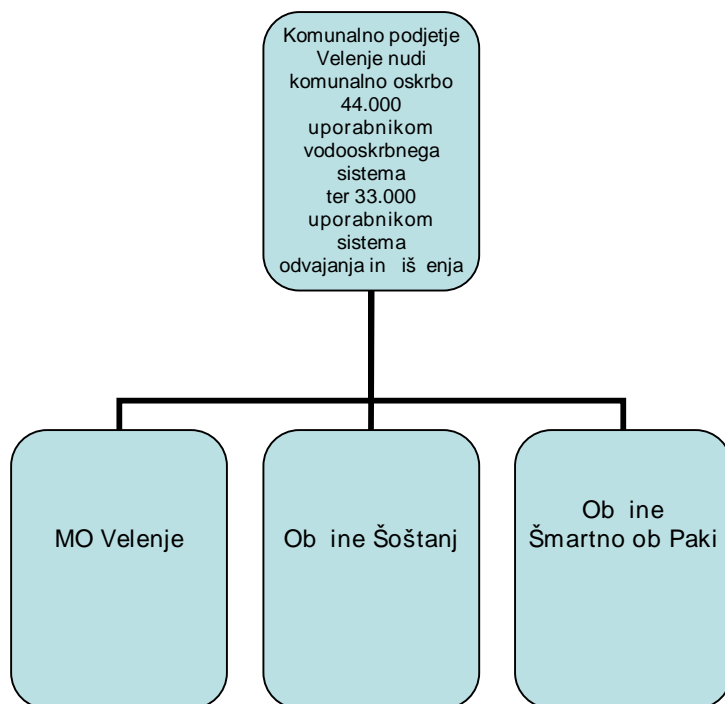 Komunalno podjetje
Velenje nudi
komunalno oskrbo
44.000
uporabnikom
vodooskrbnega
sistema
ter 33.000
uporabnikom
sistema
odvajanja in iš enja
MO Velenje
Ob ine Šoštanj
Ob ine
Šmartno ob Paki